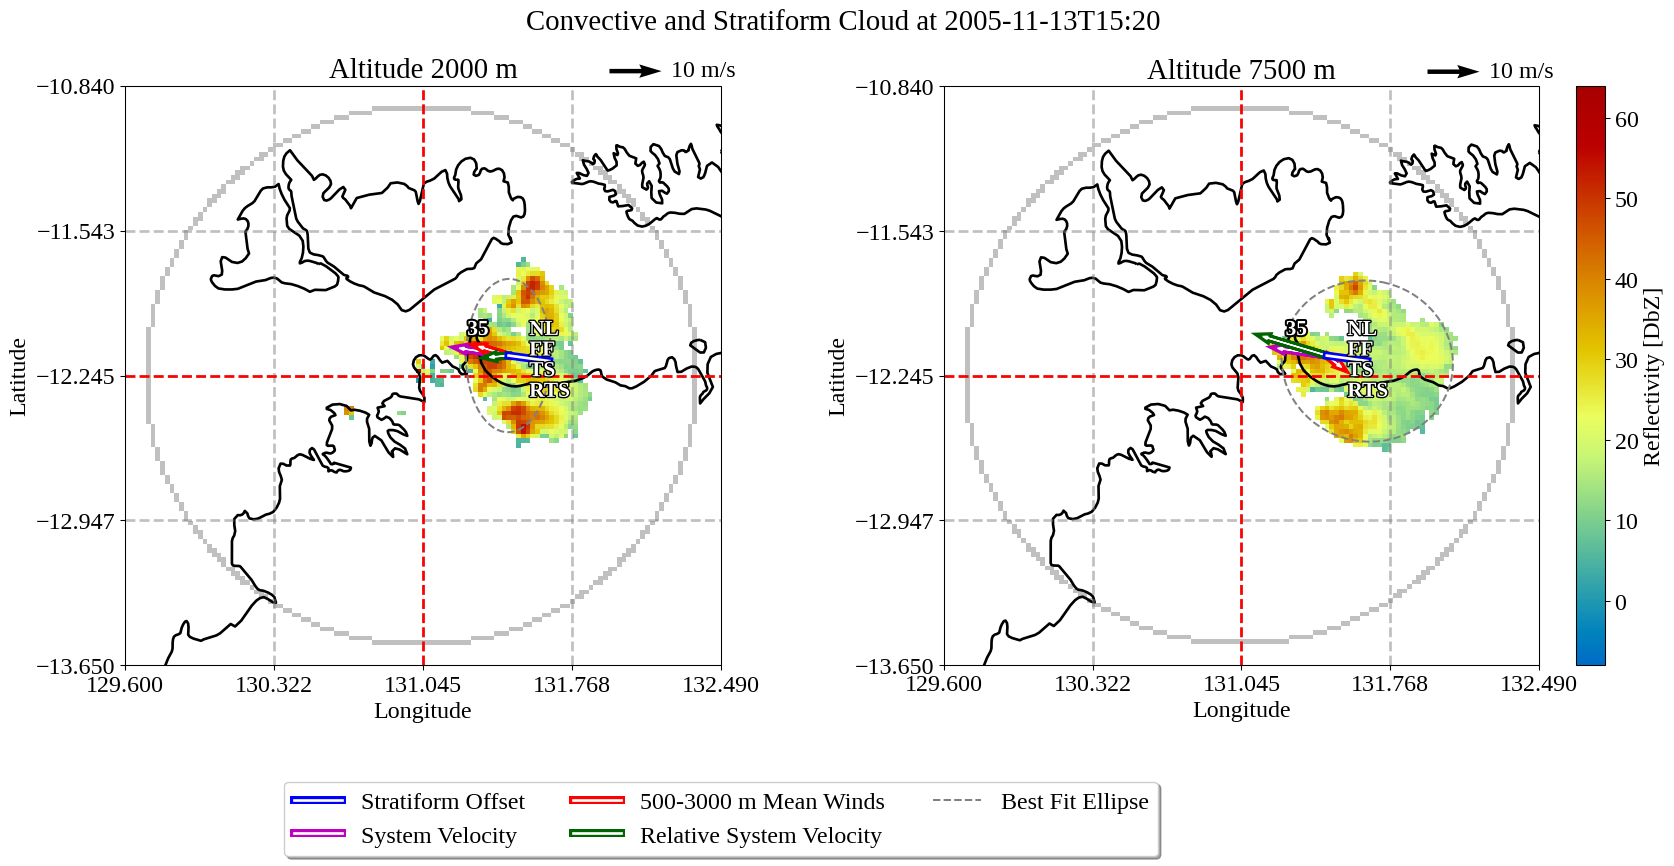 Convective and Stratiform Cloud at 2005-11-13T15:20
Altitude 2000 m
10 m/s
Altitude 7500 m
10 m/s
−10.840
−11.543
−12.245
−12.947
−13.650
Latitude
129.600
130.322
131.045
131.768
132.490
Longitude
35
NL
FF
TS
RTS
−10.840
−11.543
−12.245
−12.947
−13.650
Latitude
129.600
130.322
131.045
131.768
132.490
Longitude
35
NL
FF
TS
RTS
60
50
40
30
20
10
0
Reflectivity [DbZ]
Stratiform Offset
System Velocity
500-3000 m Mean Winds
Relative System Velocity
Best Fit Ellipse